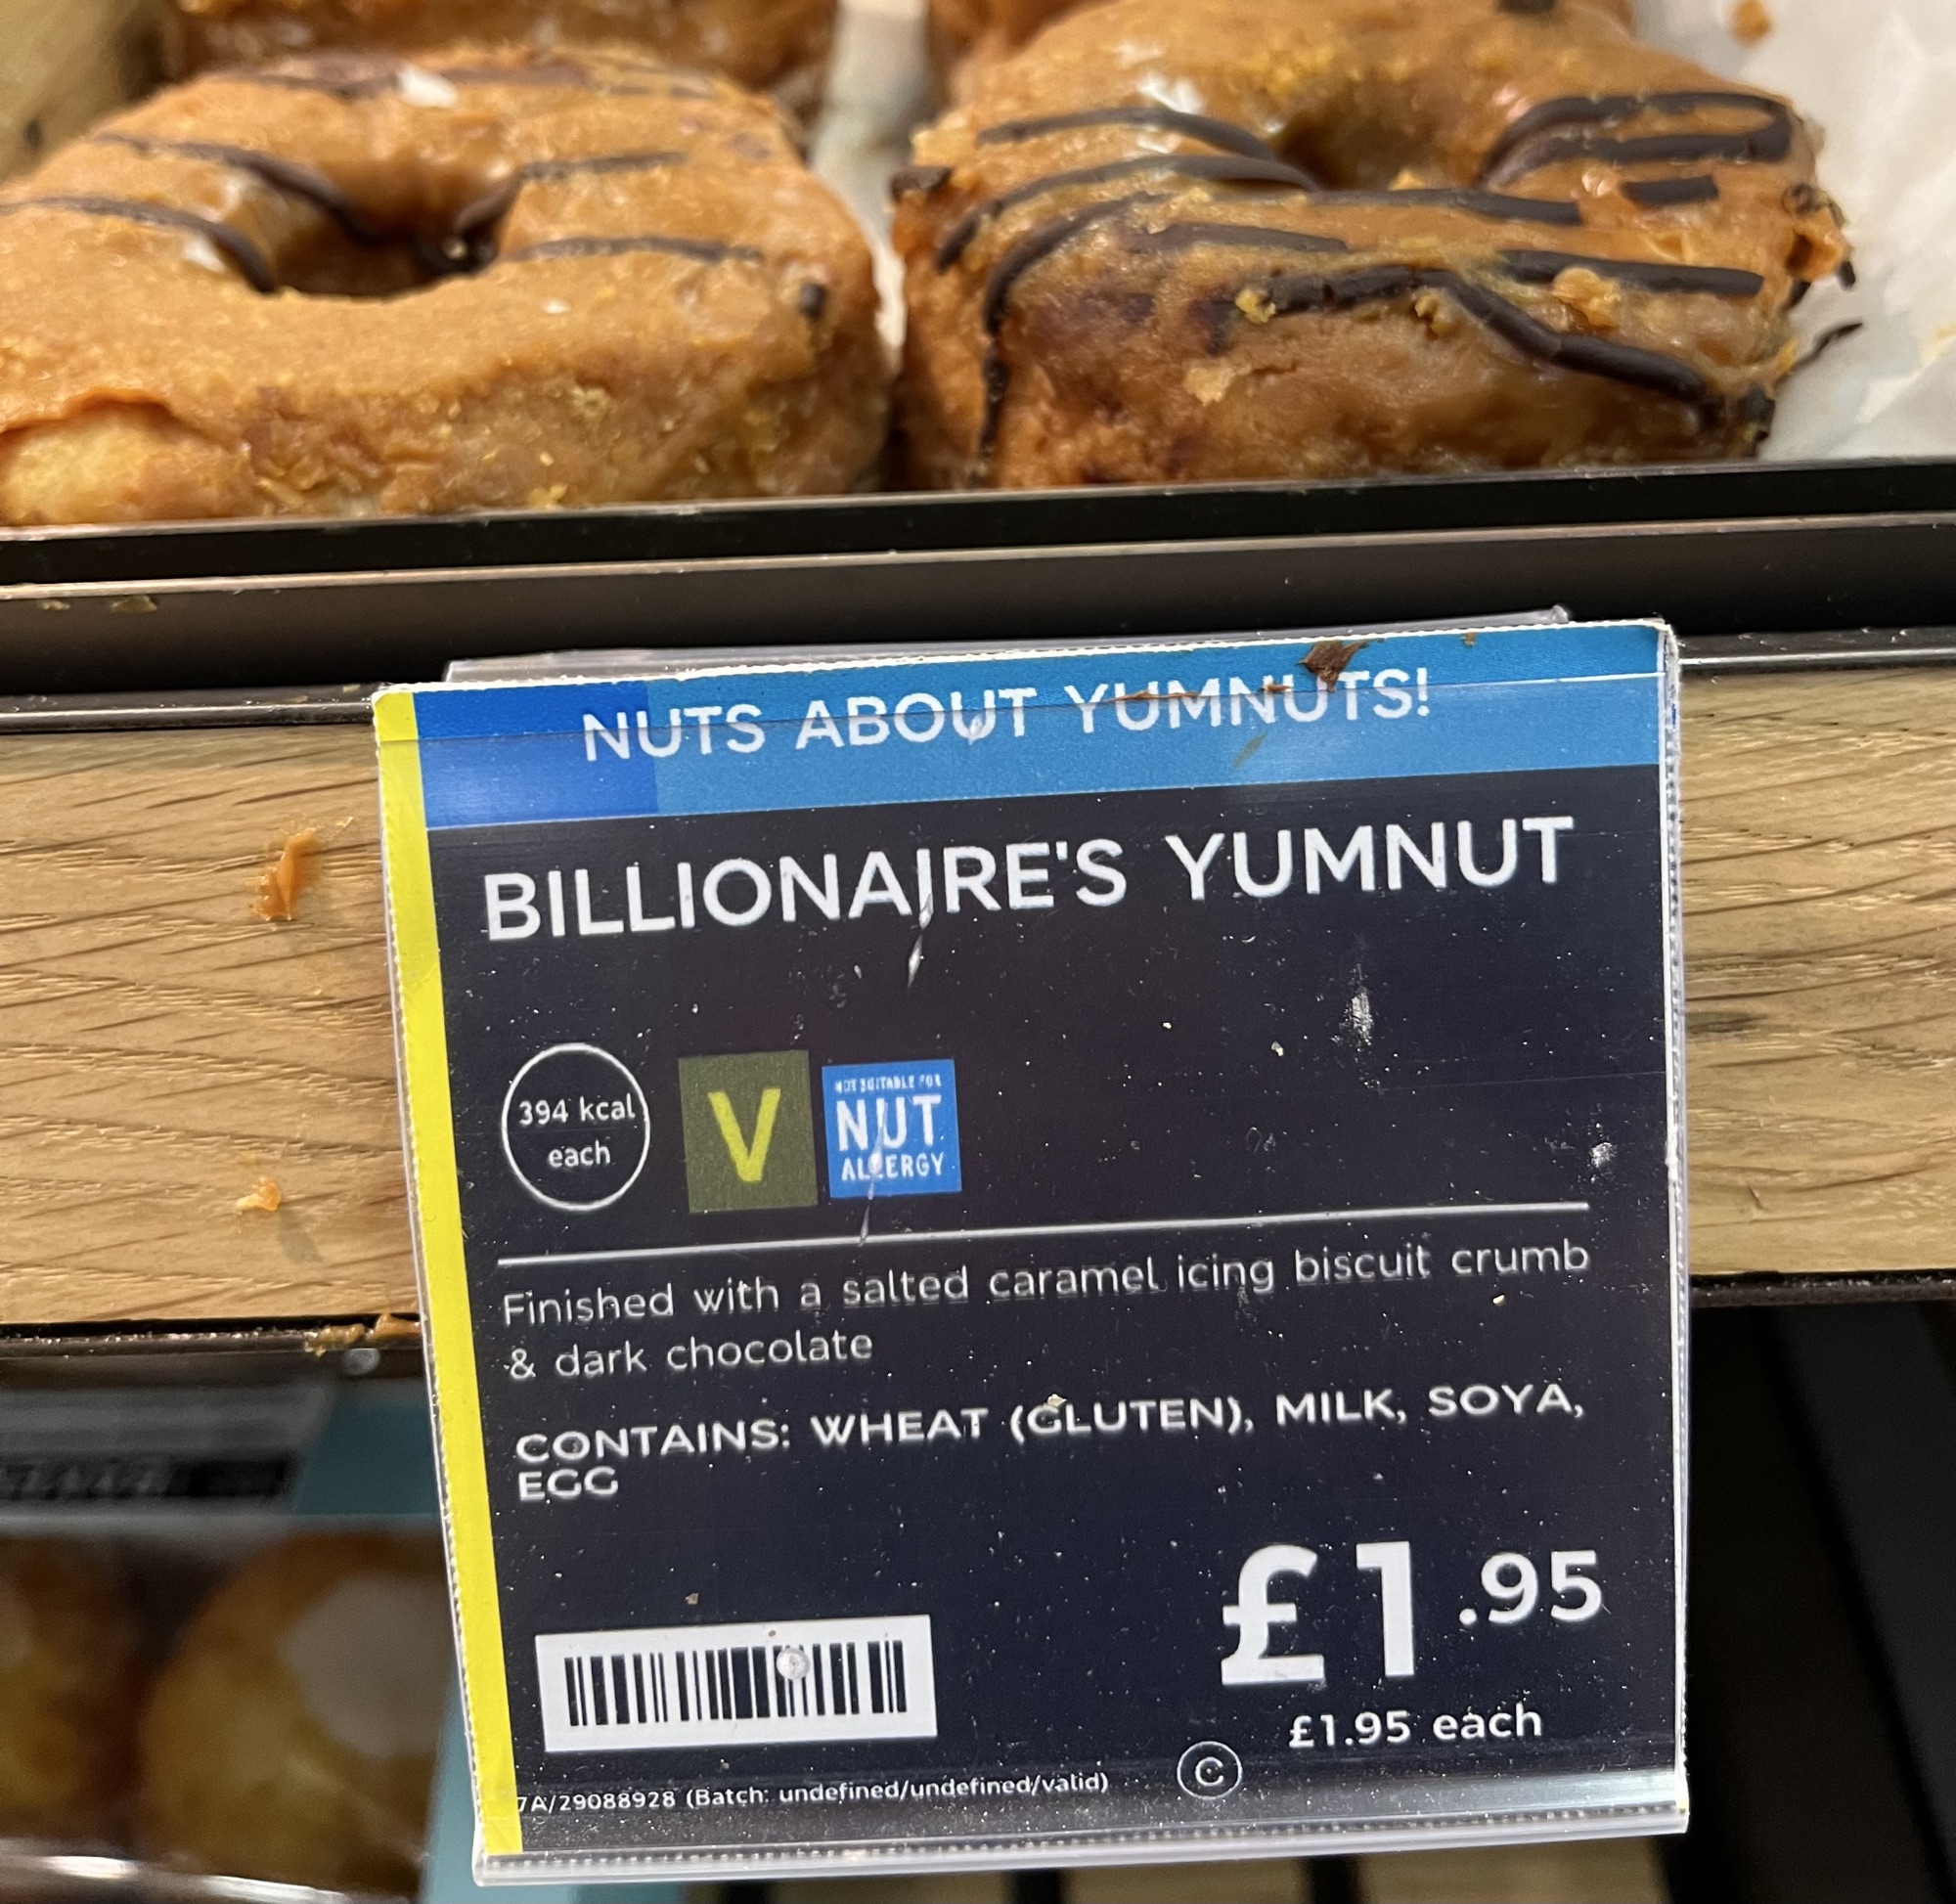 NUTS ABOUT YUMNUTS!
BILLIONAIRE'S YUMNUT
394 kcal
each
V
NOT SUITABLE FOR
NUT
ALLERGY
Finished with a salted caramel icing biscuit crumb
& dark chocolate
CONTAINS: WHEAT (GLUTEN), MILK, SOYA,
EGG
£1.95
£1.95 each
C
7A/29088928 (Batch: undefined/undefined/valid)